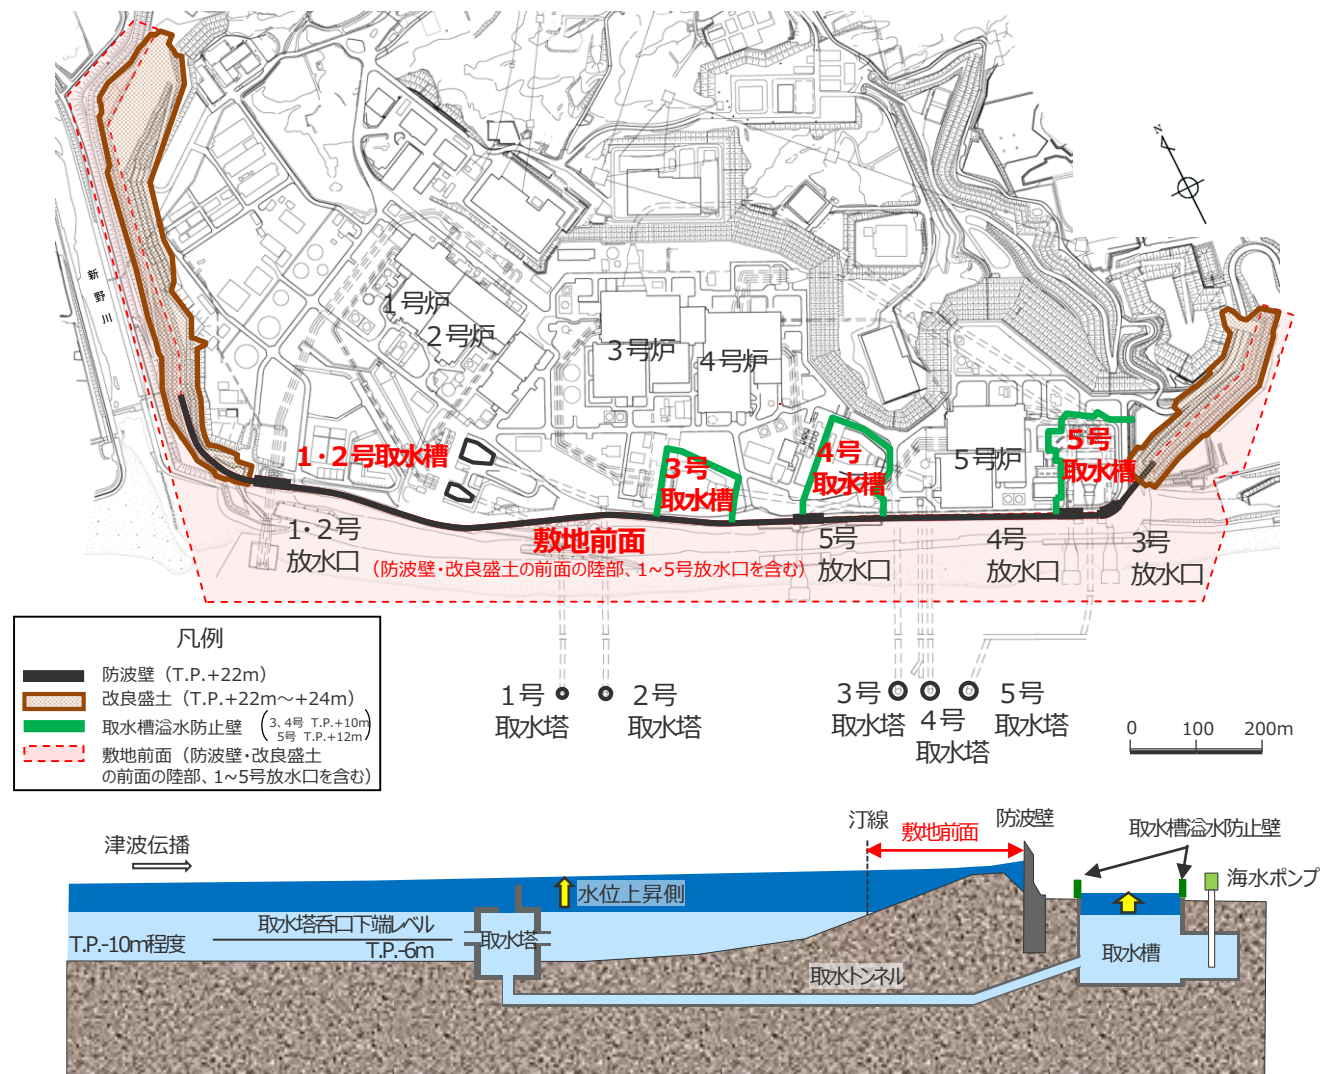 N
新野川
1号炉
2号炉
3号炉
4号炉
5号炉
1・2号取水槽
3号
取水槽
4号
取水槽
5号
取水槽
敷地前面
(防波壁・改良盛土の前面の陸部、1~5号放水口を含む)
1・2号
放水口
5号
放水口
4号
放水口
3号
放水口
凡例
防波壁(T.P.+22m)
改良盛土(T.P.+22m~+24m)
取水槽溢水防止壁
(3、4号 T.P.+10m
5号 T.P.+12m)
敷地前面(防波壁・改良盛土
の前面の陸部、1~5号放水口を含む)
1号
取水塔
2号
取水塔
3号
取水塔
4号
取水塔
5号
取水塔
0 100 200m
津波伝播
汀線
敷地前面
防波壁
取水槽溢水防止壁
海水ポンプ
水位上昇側
取水塔呑口下端レベル
T.P.-10m程度
T.P.-6m
取水塔
取水槽
取水トンネル